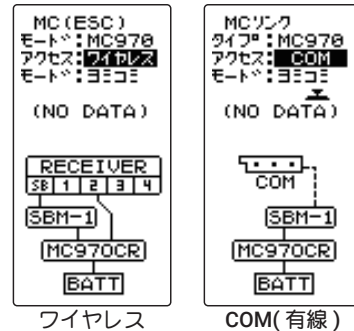 MC(ESC)
モード:MC970
アクセス:ワイヤレス
モード:ヨミコミ
(NO DATA)
RECEIVER
SB 1 2 3 4
SBM-1
MC970CR
BATT
ワイヤレス
MCリンク
タイプ:MC970
アクセス:COM
モード:ヨミコミ
(NO DATA)
COM
SBM-1
MC970CR
BATT
COM(有線)